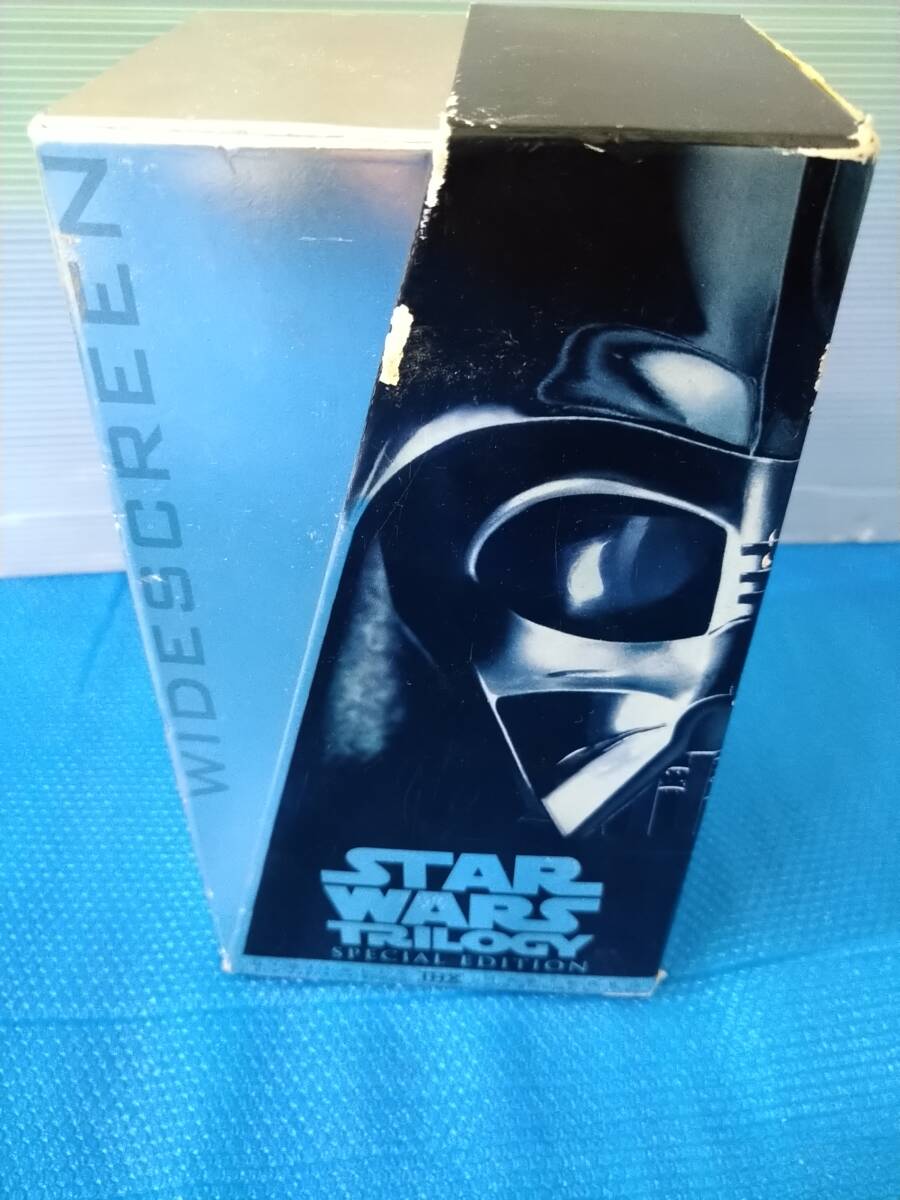 WIDESCREEN
STAR
WARS
TRILOGY
SPECIAL EDITION
THX